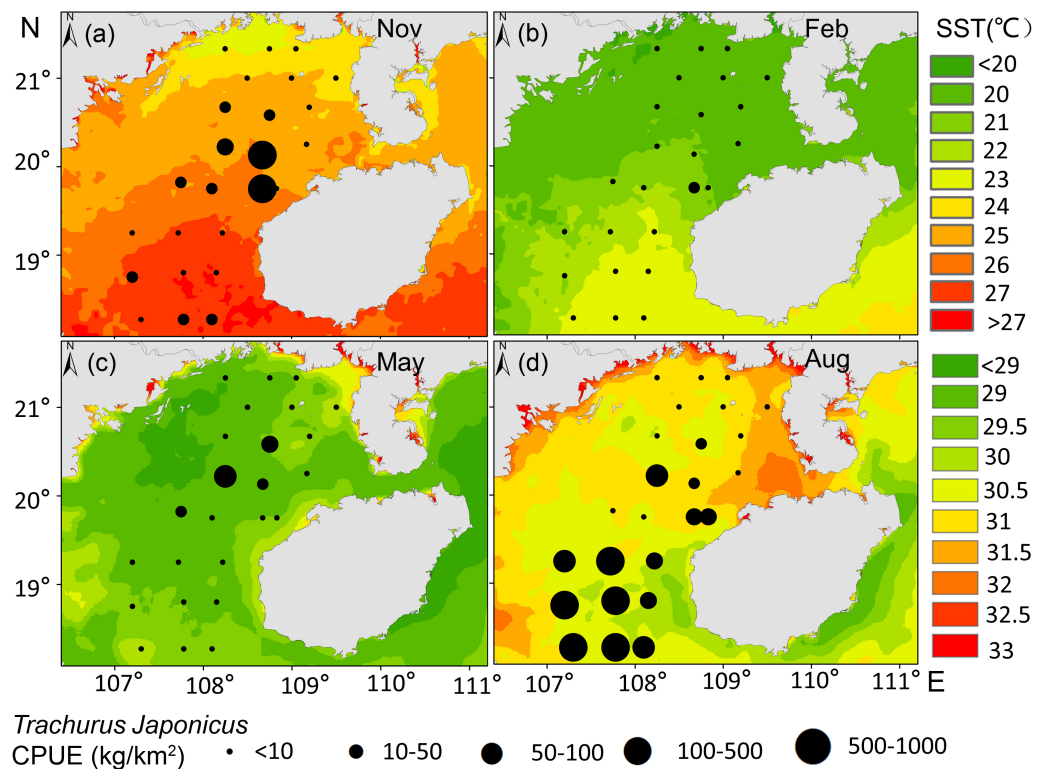 N
N
(a)
Nov
N
(b)
Feb
SST(℃)
21°
20°
19°
<20
20
21
22
23
24
25
26
27
>27
N
(c)
May
N
(d)
Aug
21°
20°
19°
<29
29
29.5
30
30.5
31
31.5
32
32.5
33
107° 108° 109° 110° 111° 107° 108° 109° 110° 111° E
Trachurus Japonicus
CPUE (kg/km²) <10 10-50 50-100 100-500 500-1000